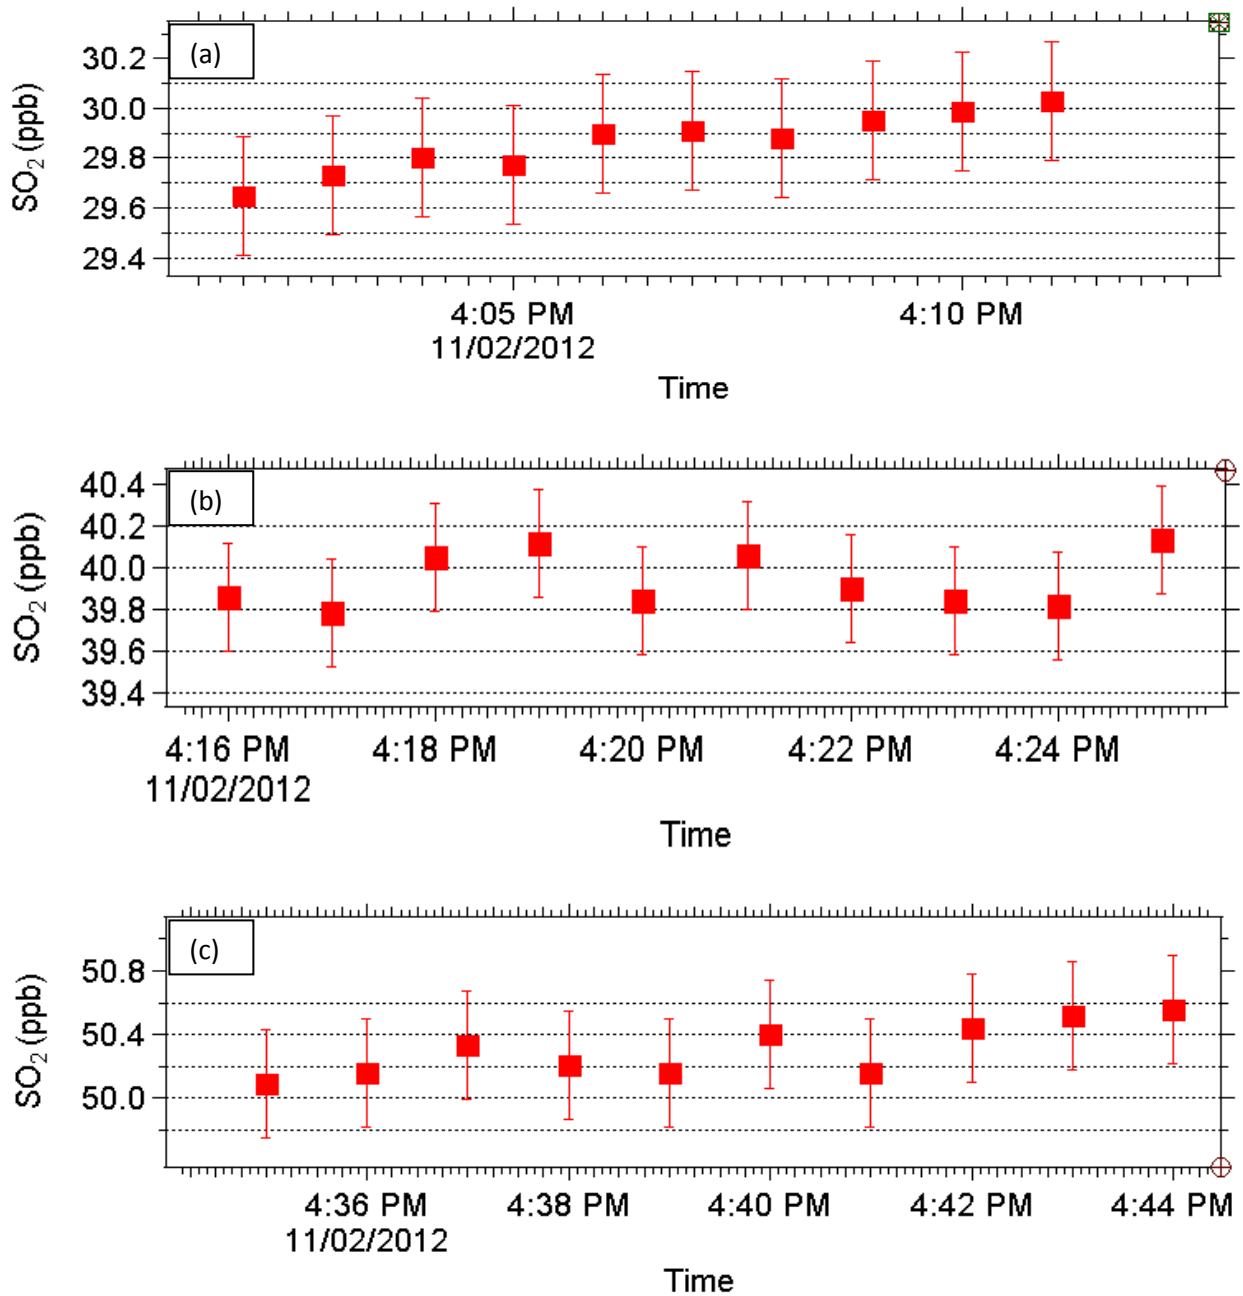 (a)
SO2 (ppb)
30.2
30.0
29.8
29.6
29.4
4:05 PM 4:10 PM
11/02/2012
Time
(b)
SO2 (ppb)
40.4
40.2
40.0
39.8
39.6
39.4
4:16 PM 4:18 PM 4:20 PM 4:22 PM 4:24 PM
11/02/2012
Time
(c)
SO2 (ppb)
50.8
50.4
50.0
4:36 PM 4:38 PM 4:40 PM 4:42 PM 4:44 PM
11/02/2012
Time